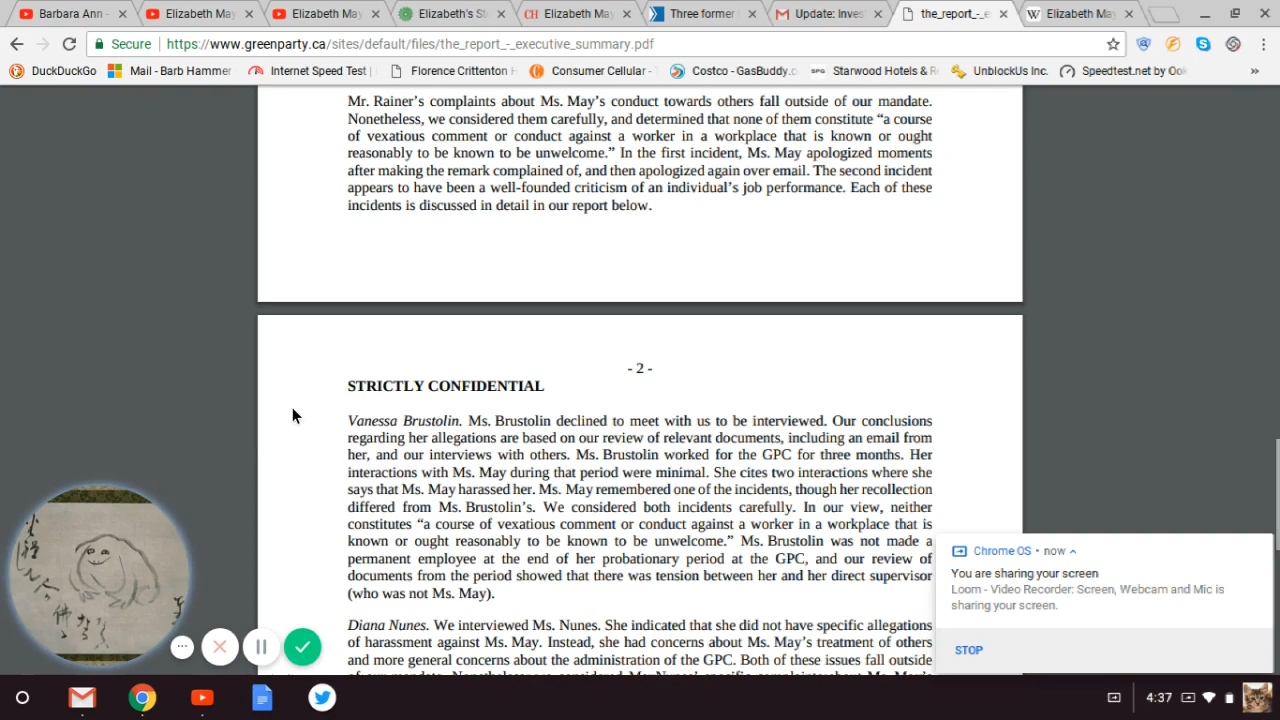 Barbara Ann -
Elizabeth May
Elizabeth May
Elizabeth's St
CH Elizabeth May
Three former
Update: Inves
the_report_-_e
W Elizabeth May
Secure https://www.greenparty.ca/sites/default/files/the_report_-_executive_summary.pdf
DuckDuckGo Mail - Barb Hammer Internet Speed Test | Florence Crittenton H Consumer Cellular - Costco - GasBuddy.c SPG Starwood Hotels & R UnblockUs Inc. Speedtest.net by Ook »
Mr. Rainer's complaints about Ms. May's conduct towards others fall outside of our mandate.
Nonetheless, we considered them carefully, and determined that none of them constitute “a course
of vexatious comment or conduct against a worker in a workplace that is known or ought
reasonably to be known to be unwelcome.” In the first incident, Ms. May apologized moments
after making the remark complained of, and then apologized again over email. The second incident
appears to have been a well-founded criticism of an individual's job performance. Each of these
incidents is discussed in detail in our report below.
- 2 -
STRICTLY CONFIDENTIAL
Vanessa Brustolin. Ms. Brustolin declined to meet with us to be interviewed. Our conclusions
regarding her allegations are based on our review of relevant documents, including an email from
her, and our interviews with others. Ms. Brustolin worked for the GPC for three months. Her
interactions with Ms. May during that period were minimal. She cites two interactions where she
says that Ms. May harassed her. Ms. May remembered one of the incidents, though her recollection
differed from Ms. Brustolin's. We considered both incidents carefully. In our view, neither
constitutes “a course of vexatious comment or conduct against a worker in a workplace that is
known or ought reasonably to be known to be unwelcome.” Ms. Brustolin was not made a
permanent employee at the end of her probationary period at the GPC, and our review of
documents from the period showed that there was tension between her and her direct supervisor
(who was not Ms. May).
Diana Nunes. We interviewed Ms. Nunes. She indicated that she did not have specific allegations
of harassment against Ms. May. Instead, she had concerns about Ms. May's treatment of others
and more general concerns about the administration of the GPC. Both of these issues fall outside
Chrome OS • now
You are sharing your screen
Loom - Video Recorder: Screen, Webcam and Mic is
sharing your screen.
STOP
4:37